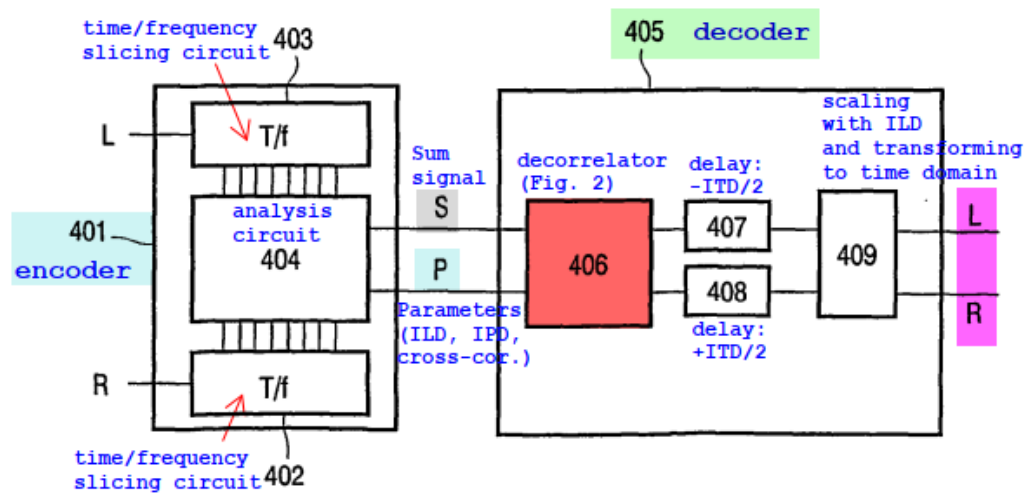 time/frequency
slicing circuit
403
405 decoder
L
T/f
scaling
with ILD
and transforming
to time domain
Sum
signal
decorrelator
(Fig. 2)
delay:
-ITD/2
401
encoder
analysis
circuit
404
S
P
406
407
408
409
L
R
Parameters
(ILD, IPD,
cross-cor.)
delay:
+ITD/2
R
T/f
time/frequency
slicing circuit
402